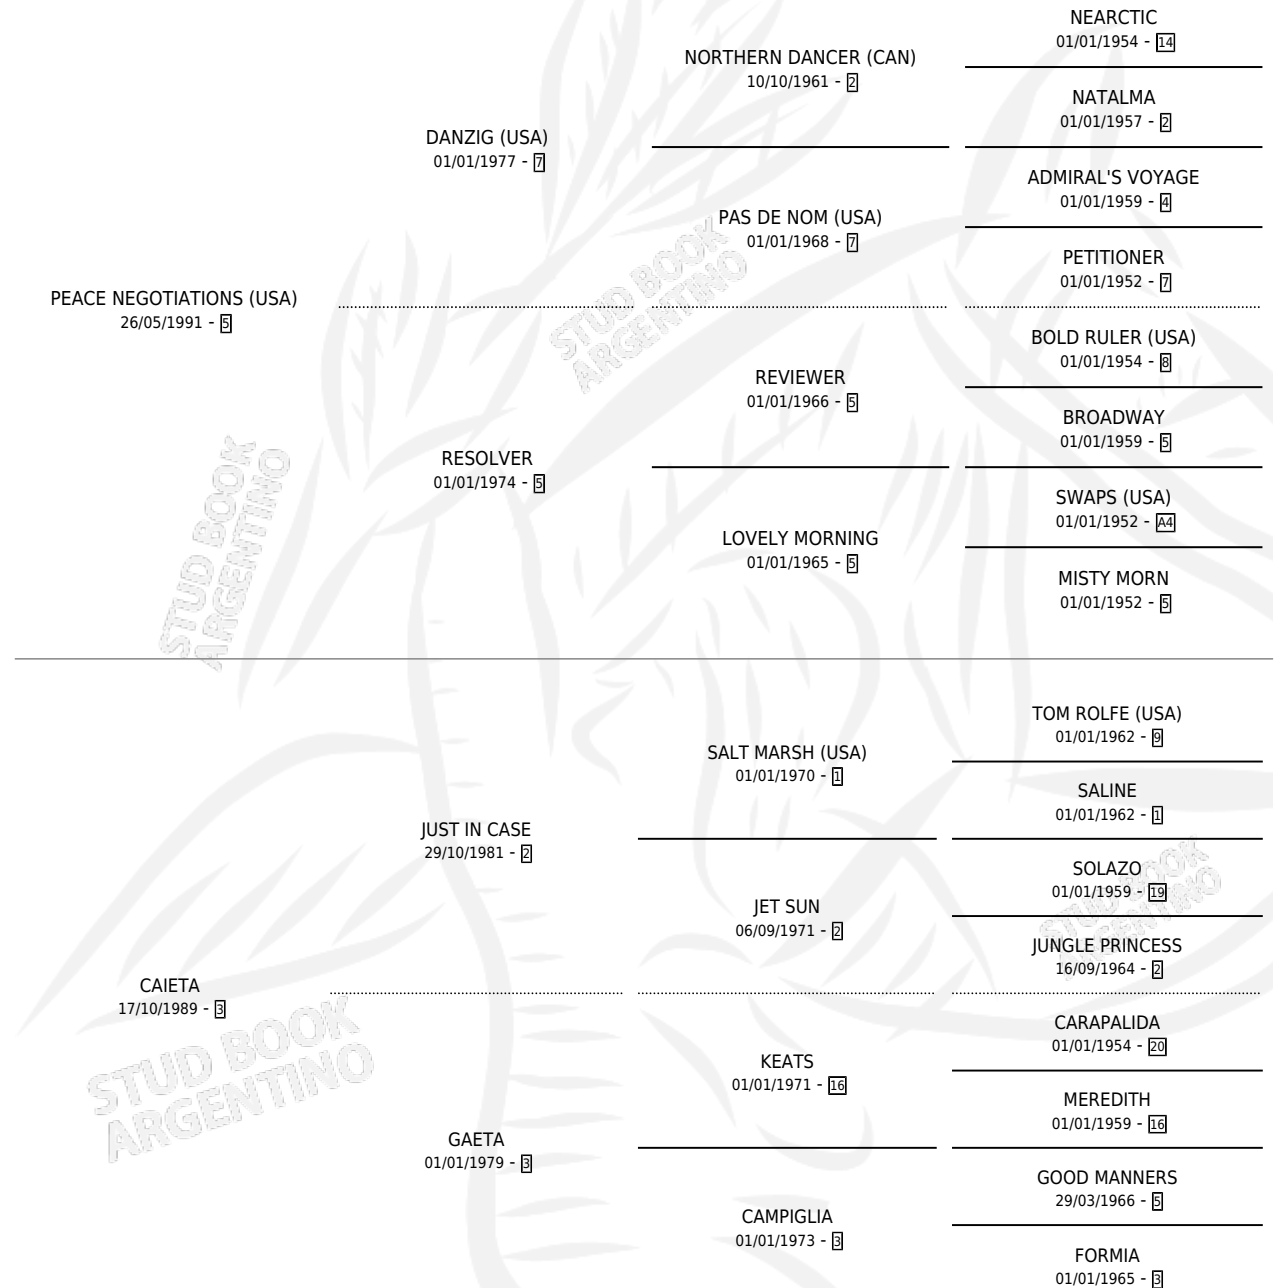 NEARCTIC
01/01/1954 - 14
NORTHERN DANCER (CAN)
10/10/1961 - 2
NATALMA
01/01/1957 - 2
DANZIG (USA)
01/01/1977 - 7
ADMIRAL'S VOYAGE
01/01/1959 - 4
PAS DE NOM (USA)
01/01/1968 - 7
PETITIONER
01/01/1952 - 7
PEACE NEGOTIATIONS (USA)
26/05/1991 - 5
STUD BOOK
ARGENTINO
BOLD RULER (USA)
01/01/1954 - 8
REVIEWER
01/01/1966 - 5
BROADWAY
01/01/1959 - 5
RESOLVER
01/01/1974 - 5
SWAPS (USA)
01/01/1952 - A4
LOVELY MORNING
01/01/1965 - 5
MISTY MORN
01/01/1952 - 5
STUD BOOK
ARGENTINO
TOM ROLFE (USA)
01/01/1962 - 9
SALT MARSH (USA)
01/01/1970 - 1
SALINE
01/01/1962 - 1
JUST IN CASE
29/10/1981 - 2
SOLAZO
01/01/1959 - 19
JET SUN
06/09/1971 - 2
JUNGLE PRINCESS
16/09/1964 - 2
STUD BOOK
ARGENTINO
CAIETA
17/10/1989 - 3
CARAPALIDA
01/01/1954 - 20
KEATS
01/01/1971 - 16
MEREDITH
01/01/1959 - 16
STUD BOOK
ARGENTINO
GAETA
01/01/1979 - 3
GOOD MANNERS
29/03/1966 - 5
CAMPIGLIA
01/01/1973 - 3
FORMIA
01/01/1965 - 3